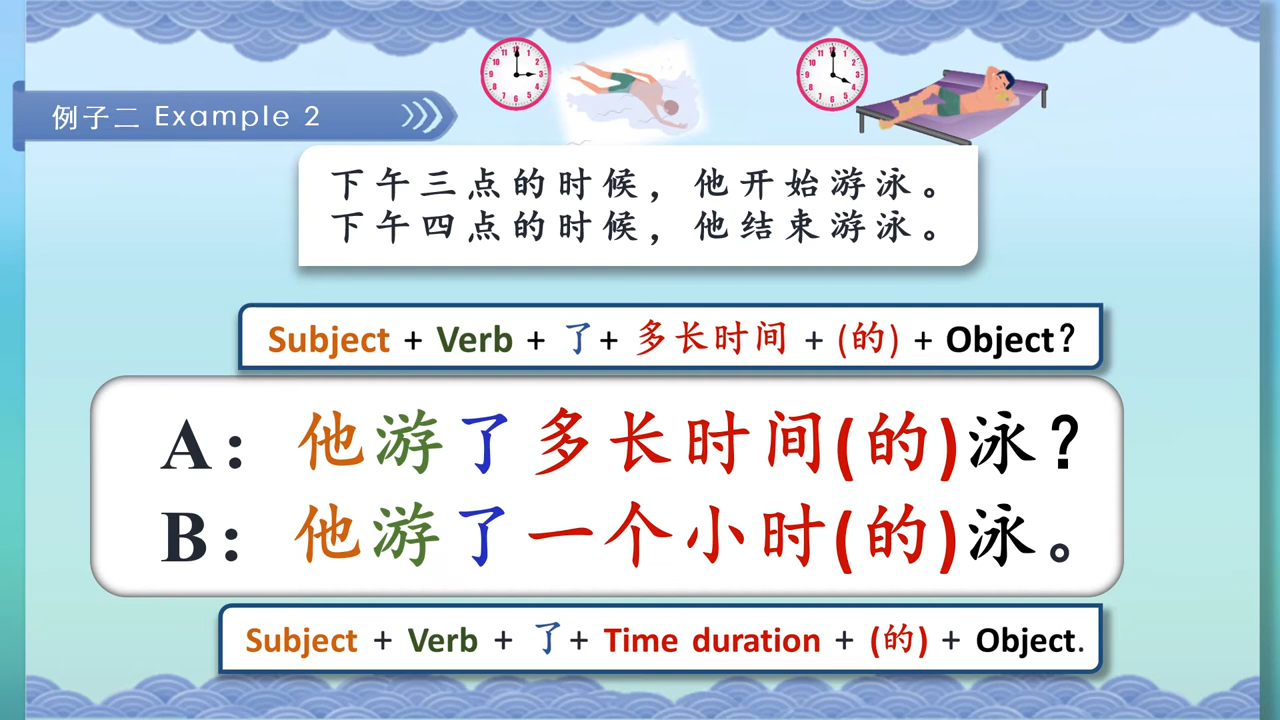 例子二 Example 2
下午三点的时候，他开始游泳。
下午四点的时候，他结束游泳。
Subject + Verb + 了+ 多长时间 + (的) + Object?
A: 他游了多长时间(的)泳?
B: 他游了一个小时(的)泳。
Subject + Verb + 了+ Time duration + (的) + Object.